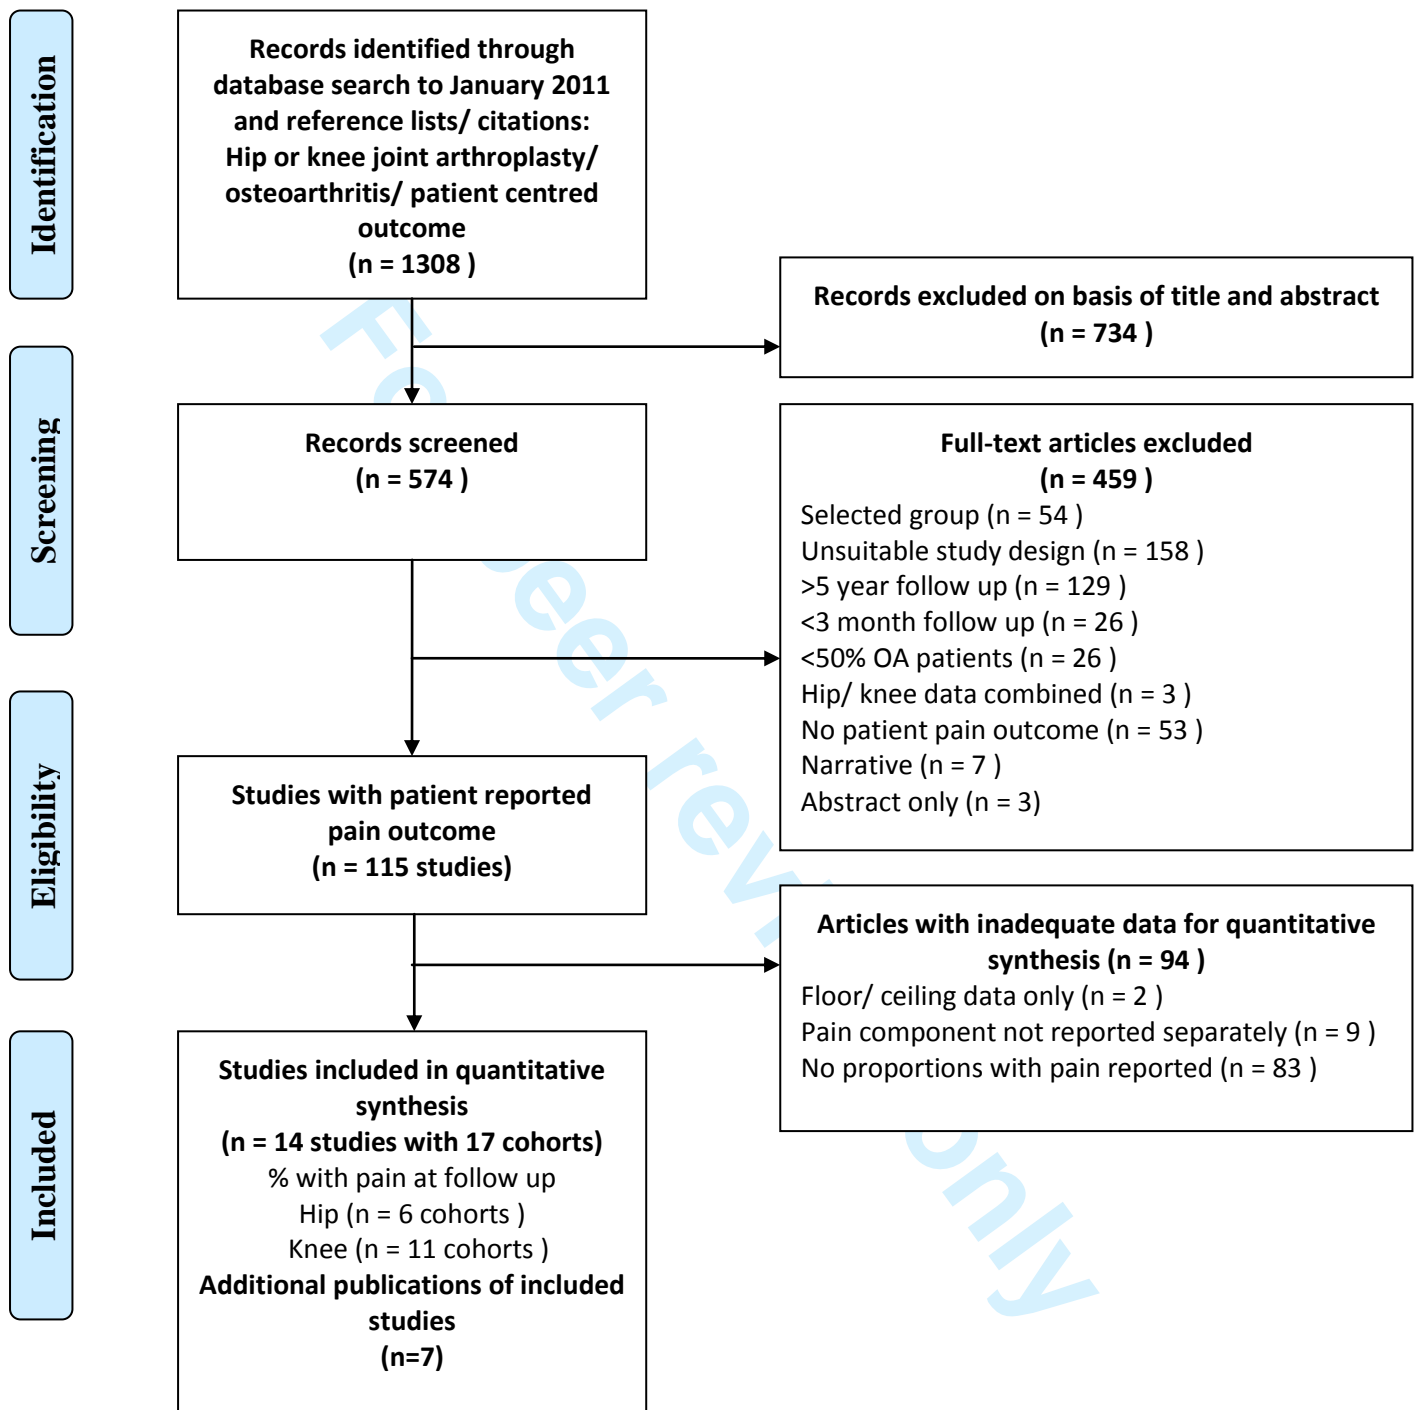 Identification
Records identified through
database search to January 2011
and reference lists/ citations:
Hip or knee joint arthroplasty/
osteoarthritis/ patient centred
outcome
(n = 1308 )
Records excluded on basis of title and abstract
(n = 734 )
Screening
Records screened
(n = 574 )
Full-text articles excluded
(n = 459 )
Selected group (n = 54 )
Unsuitable study design (n = 158 )
>5 year follow up (n = 129 )
<3 month follow up (n = 26 )
<50% OA patients (n = 26 )
Hip/ knee data combined (n = 3 )
No patient pain outcome (n = 53 )
Narrative (n = 7 )
Abstract only (n = 3)
Eligibility
Studies with patient reported
pain outcome
(n = 115 studies)
Articles with inadequate data for quantitative
synthesis (n = 94 )
Floor/ ceiling data only (n = 2 )
Pain component not reported separately (n = 9 )
No proportions with pain reported (n = 83 )
Included
Studies included in quantitative
synthesis
(n = 14 studies with 17 cohorts)
% with pain at follow up
Hip (n = 6 cohorts )
Knee (n = 11 cohorts )
Additional publications of included
studies
(n=7)
For peer review only